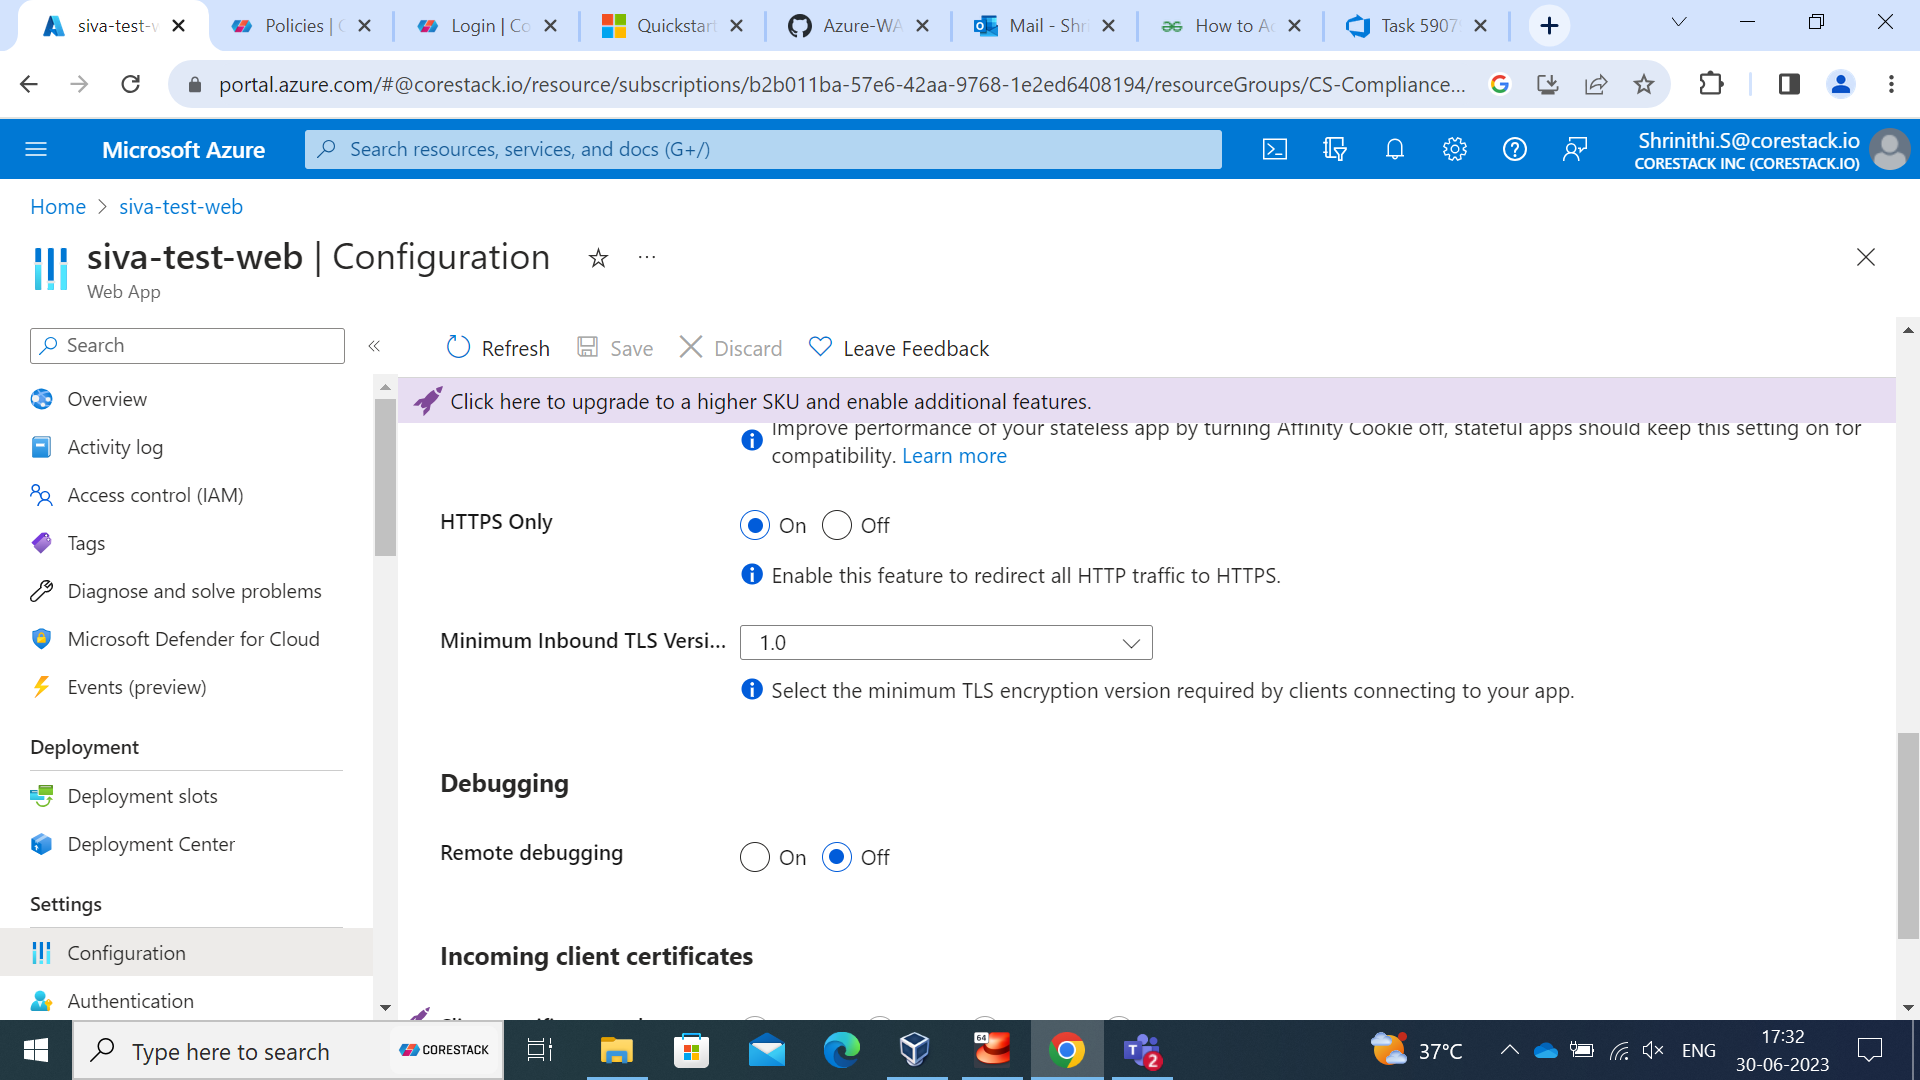 siva-test-w
Policies | C
Login | Co
Quickstart
Azure-WA
Mail - Shri
How to Ac
Task 5907
portal.azure.com/#@corestack.io/resource/subscriptions/b2b011ba-57e6-42aa-9768-1e2ed6408194/resourceGroups/CS-Compliance...
Microsoft Azure
Search resources, services, and docs (G+/)
Shrinithi.S@corestack.io
CORESTACK INC (CORESTACK.IO)
Home > siva-test-web
siva-test-web | Configuration
Web App
Search
Refresh
Save
Discard
Leave Feedback
Click here to upgrade to a higher SKU and enable additional features.
Improve performance of your stateless app by turning Affinity Cookie off, stateful apps should keep this setting on for
compatibility. Learn more
Overview
Activity log
Access control (IAM)
Tags
Diagnose and solve problems
Microsoft Defender for Cloud
Events (preview)
Deployment
Deployment slots
Deployment Center
Settings
Configuration
Authentication
HTTPS Only
On
Off
Enable this feature to redirect all HTTP traffic to HTTPS.
Minimum Inbound TLS Versi...
1.0
Select the minimum TLS encryption version required by clients connecting to your app.
Debugging
Remote debugging
On
Off
Incoming client certificates
Type here to search
CORESTACK
64
2
37°C
ENG
17:32
30-06-2023